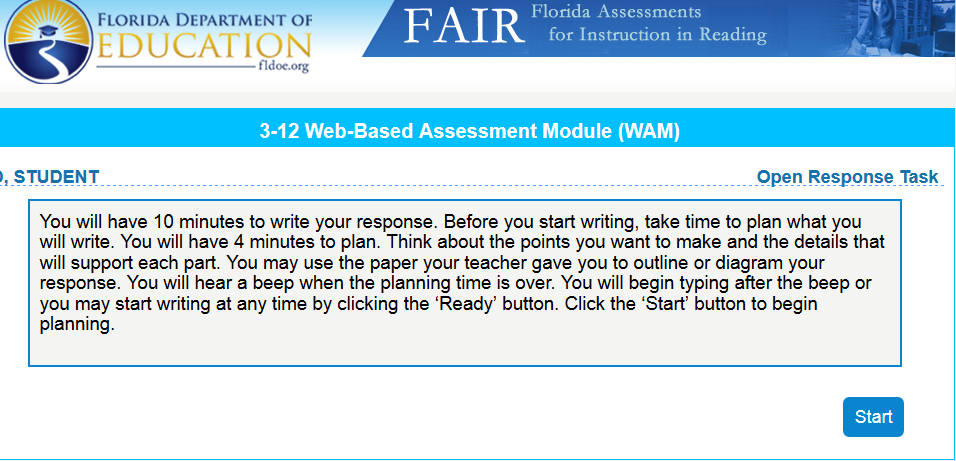 FLORIDA DEPARTMENT OF
EDUCATION
fldoe.org
FAIR
Florida Assessments
for Instruction in Reading
3-12 Web-Based Assessment Module (WAM)
, STUDENT
Open Response Task
You will have 10 minutes to write your response. Before you start writing, take time to plan what you
will write. You will have 4 minutes to plan. Think about the points you want to make and the details that
will support each part. You may use the paper your teacher gave you to outline or diagram your
response. You will hear a beep when the planning time is over. You will begin typing after the beep or
you may start writing at any time by clicking the ‘Ready’ button. Click the ‘Start’ button to begin
planning.
Start